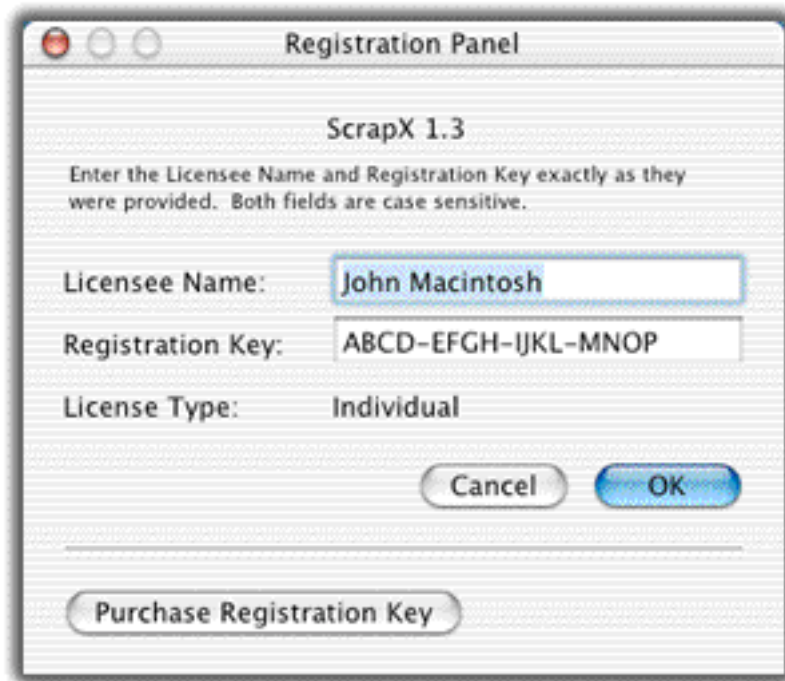 Registration Panel
ScrapX 1.3
Enter the Licensee Name and Registration Key exactly as they
were provided.  Both fields are case sensitive.
Licensee Name: John Macintosh
Registration Key: ABCD-EFGH-IJKL-MNOP
License Type: Individual
Cancel OK
Purchase Registration Key